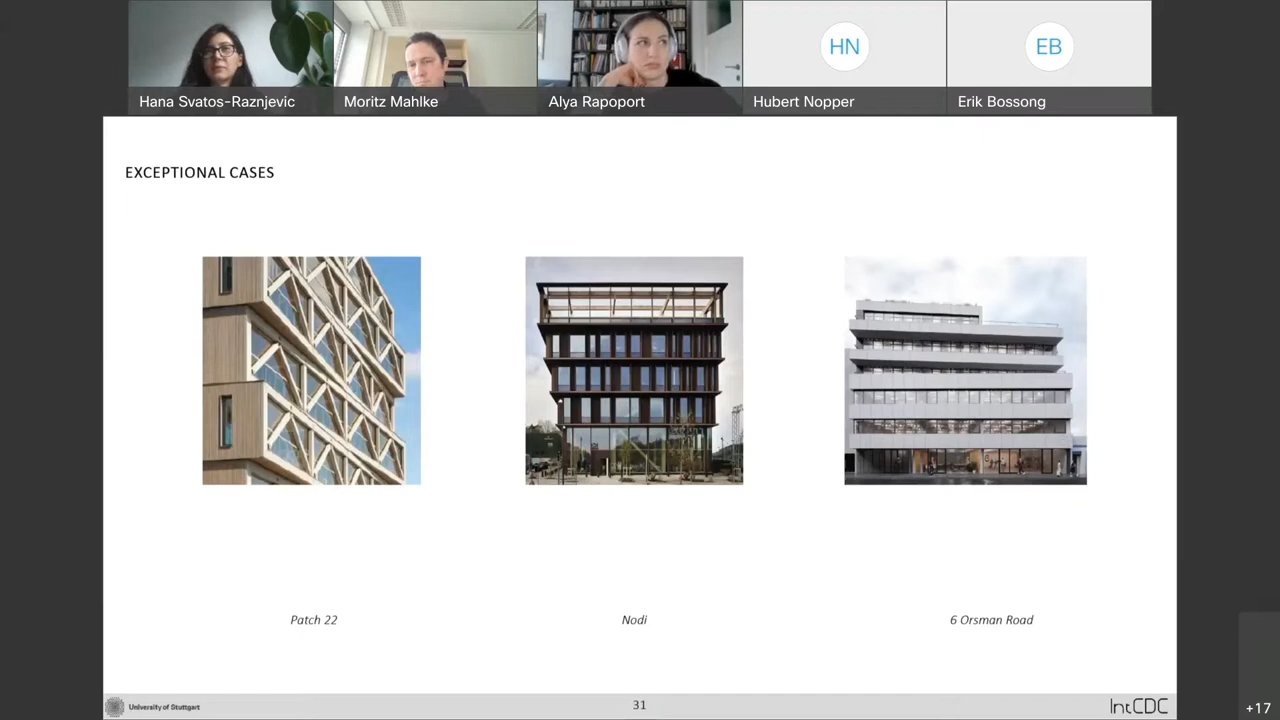 HN
EB
Hana Svatos-Raznjevic
Moritz Mahlke
Alya Rapoport
Hubert Nopper
Erik Bossong
EXCEPTIONAL CASES
Patch 22
Nodi
6 Orsman Road
University of Stuttgart
31
IntCDC
+17